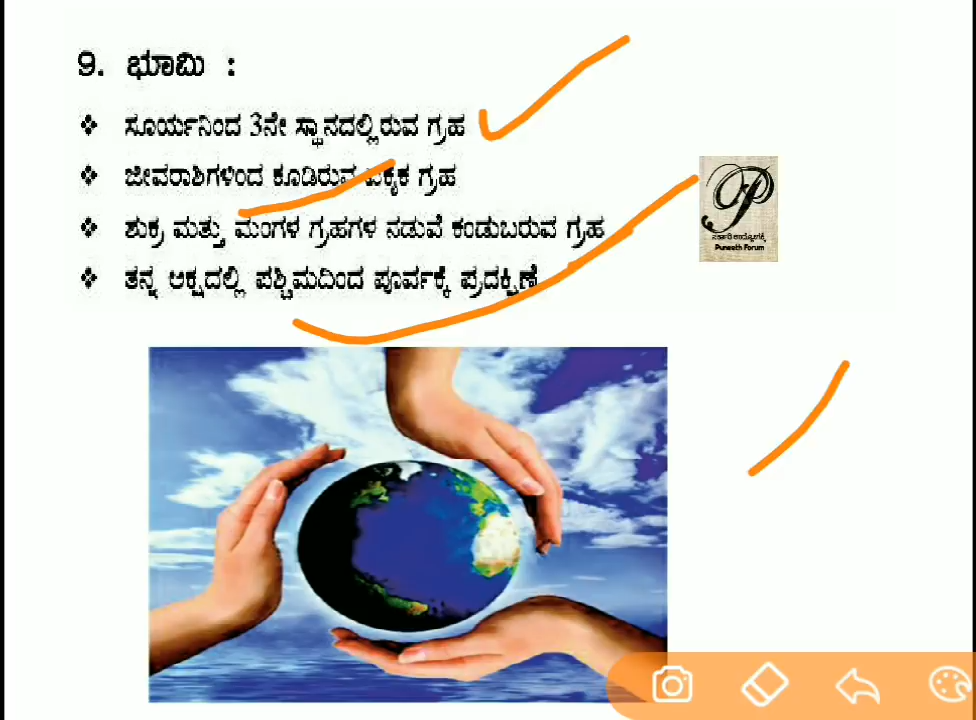 9. ಭೂಮಿ :
❖ ಸೂರ್ಯನಿಂದ 3ನೇ ಸ್ಥಾನದಲ್ಲಿರುವ ಗ್ರಹ
❖ ಜೀವರಾಶಿಗಳಿಂದ ಕೂಡಿರುವ ಏಕೈಕ ಗ್ರಹ
❖ ಶುಕ್ರ ಮತ್ತು ಮಂಗಳ ಗ್ರಹಗಳ ನಡುವೆ ಕಂಡುಬರುವ ಗ್ರಹ
❖ ತನ್ನ ಅಕ್ಷದಲ್ಲಿ ಪಶ್ಚಿಮದಿಂದ ಪೂರ್ವಕ್ಕೆ ಪ್ರದಕ್ಷಿಣೆ
P
Puneeth Forum